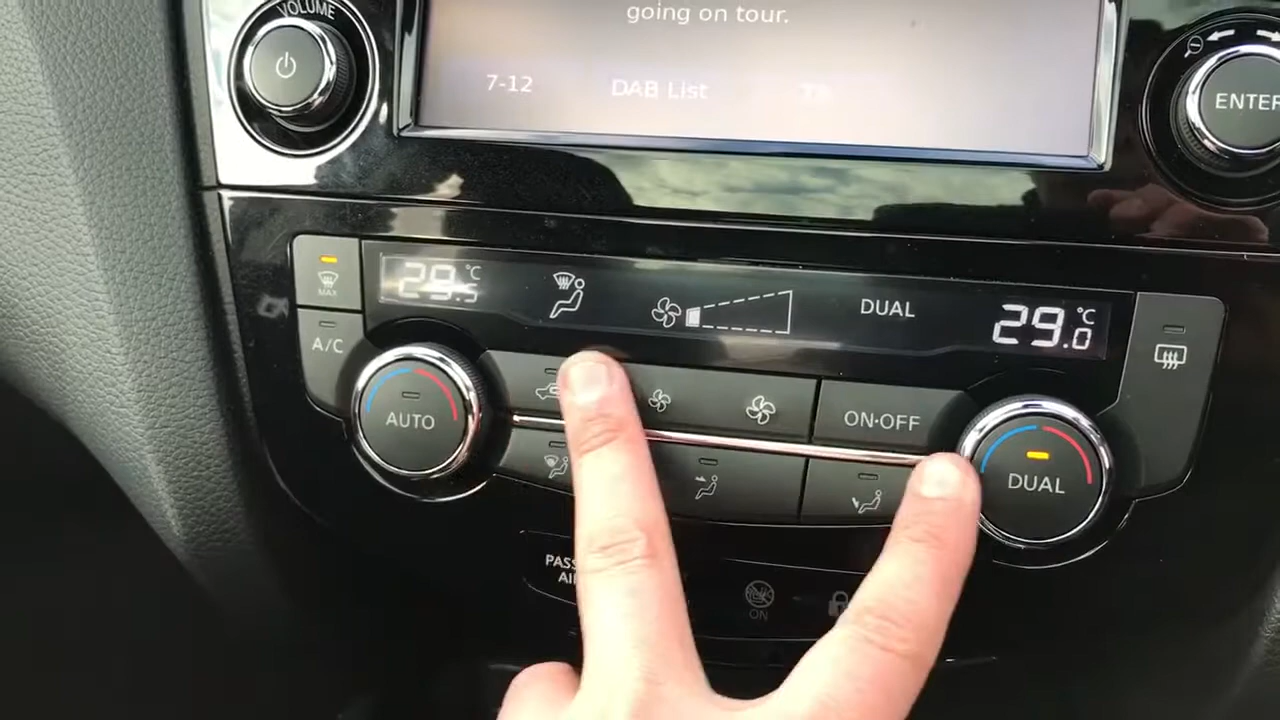 VOLUME
going on tour.
7-12 DAB List
ENTER
MAX
29.5 °C
DUAL
29.0 °C
A/C
AUTO
ON·OFF
DUAL
PASS
AI
ON